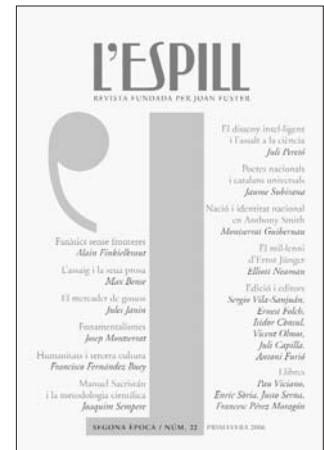 L'ESPILL
REVISTA FUNDADA PER JOAN FUSTER
El disseny intel·ligent
i l'assalt a la ciència
Juli Peretó
Poetes nacionals
i catalans universals
Jaume Subirana
Nació i identitat nacional
en Anthony Smith
Montserrat Guibernau
El mil·lenni
d'Ernst Jünger
Elliott Neaman
Edició i editors
Sergio Vila-Sanjuán,
Ernest Folch,
Isidor Cònsul,
Vicent Olmos,
Juli Capilla,
Antoni Furió
Llibres
Pau Viciano,
Enric Sòria, Justo Serna,
Francesc Pérez Moragón
Fanàtics sense fronteres
Alain Finkielkraut
L'assaig i la seua prosa
Max Bense
El mercader de gossos
Jules Janin
Fonamentalismes
Josep Montserrat
Humanitats i tercera cultura
Francisco Fernández Buey
Manuel Sacristán
i la metodologia científica
Joaquim Sempere
SEGONA ÈPOCA / NÚM. 22 PRIMAVERA 2006